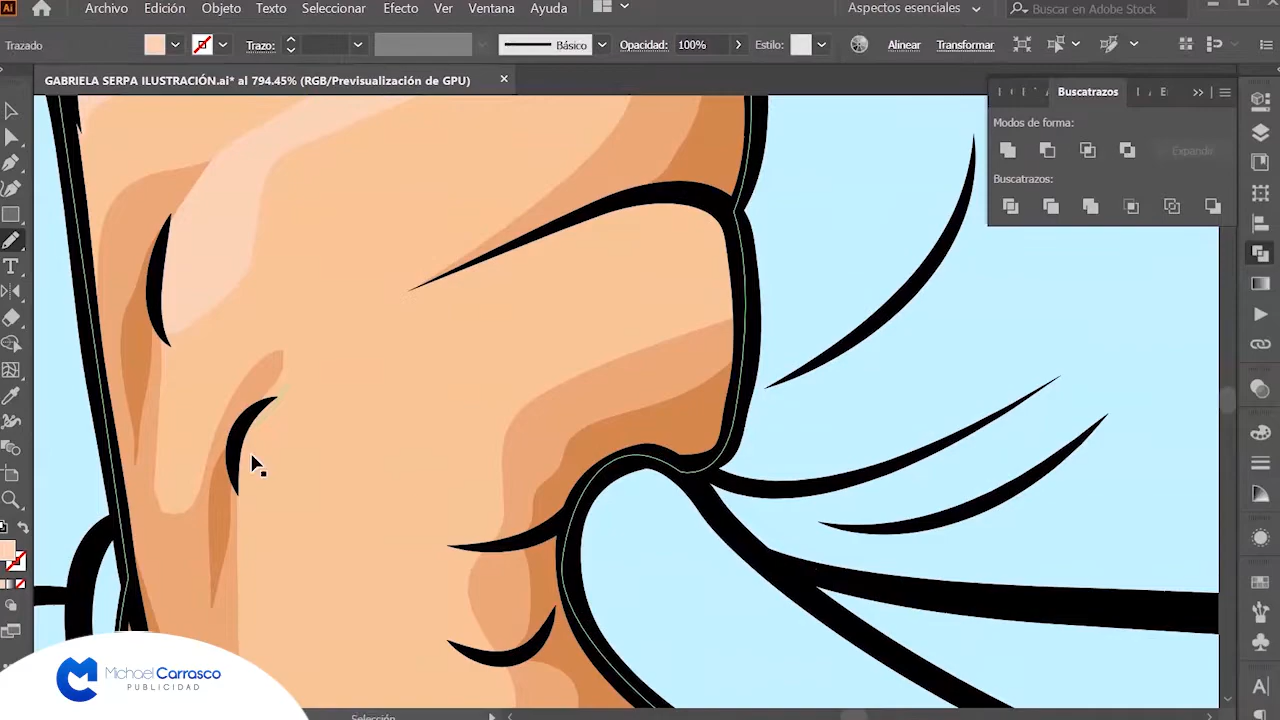 Ai
Archivo Edición Objeto Texto Seleccionar Efecto Ver Ventana Ayuda
Aspectos esenciales
Buscar en Adobe Stock
Trazado
Trazo:
Básico
Opacidad: 100%
Estilo:
Alinear
Transformar
GABRIELA SERPA ILUSTRACIÓN.ai* al 794.45% (RGB/Previsualización de GPU)
Buscatrazos
Modos de forma:
Expandir
Buscatrazos:
Michael Carrasco
PUBLICIDAD
Selección